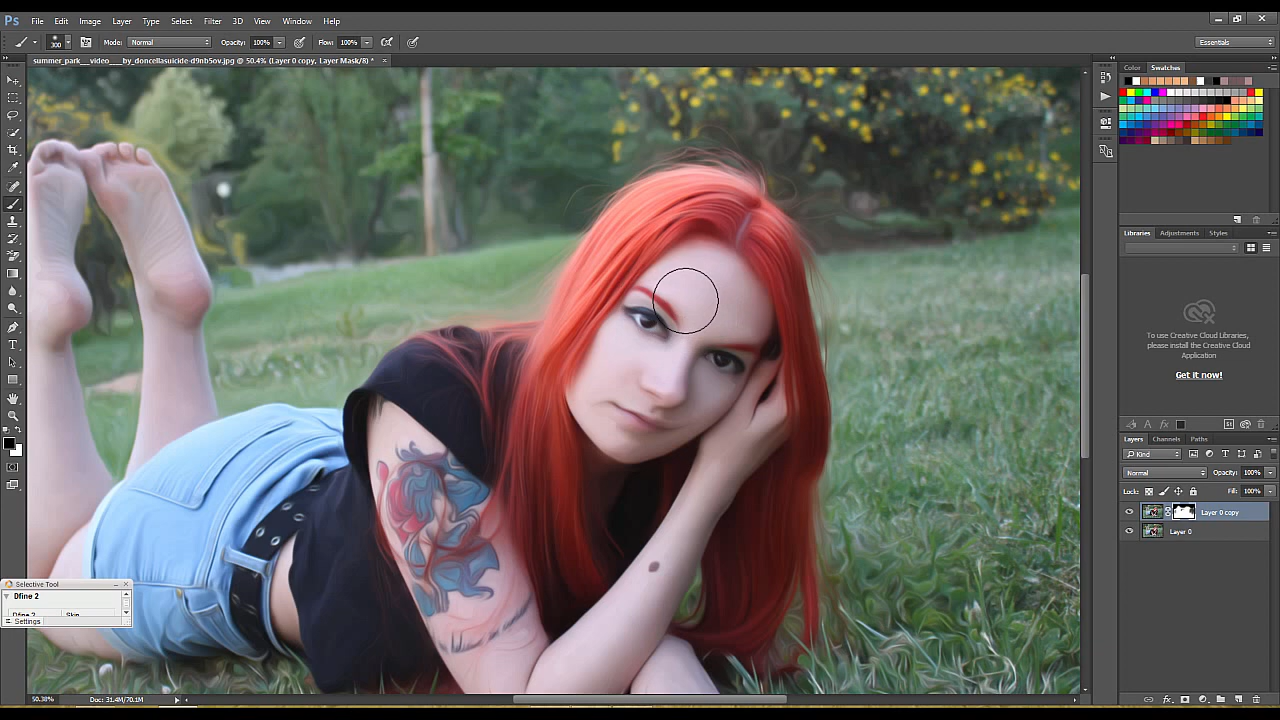 Ps File Edit Image Layer Type Select Filter 3D View Window Help
300 Mode: Normal Opacity: 100% Flow: 100% Essentials
summer_park__video___by_doncellasuicide-d9nb5ov.jpg @ 50.4% (Layer 0 copy, Layer Mask/8) * ×
Color Swatches
Libraries Adjustments Styles
To use Creative Cloud Libraries,
please install the Creative Cloud
Application
Get it now!
Layers Channels Paths
Kind
Normal Opacity: 100%
Lock: Fill: 100%
Layer 0 copy
Layer 0
Selective Tool
Dfine 2
Dfine 2 Skin
Settings
50.38% Doc: 31.4M/70.1M